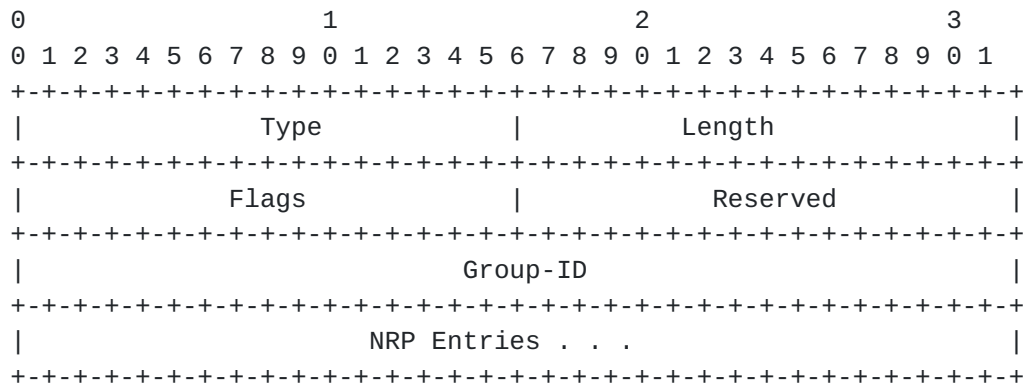 0                   1                   2                   3
0 1 2 3 4 5 6 7 8 9 0 1 2 3 4 5 6 7 8 9 0 1 2 3 4 5 6 7 8 9 0 1
+-+-+-+-+-+-+-+-+-+-+-+-+-+-+-+-+-+-+-+-+-+-+-+-+-+-+-+-+-+-+-+-+
|               Type            |          Length               |
+-+-+-+-+-+-+-+-+-+-+-+-+-+-+-+-+-+-+-+-+-+-+-+-+-+-+-+-+-+-+-+-+
|             Flags             |            Reserved           |
+-+-+-+-+-+-+-+-+-+-+-+-+-+-+-+-+-+-+-+-+-+-+-+-+-+-+-+-+-+-+-+-+
|                            Group-ID                           |
+-+-+-+-+-+-+-+-+-+-+-+-+-+-+-+-+-+-+-+-+-+-+-+-+-+-+-+-+-+-+-+-+
|                      NRP Entries . . .                        |
+-+-+-+-+-+-+-+-+-+-+-+-+-+-+-+-+-+-+-+-+-+-+-+-+-+-+-+-+-+-+-+-+